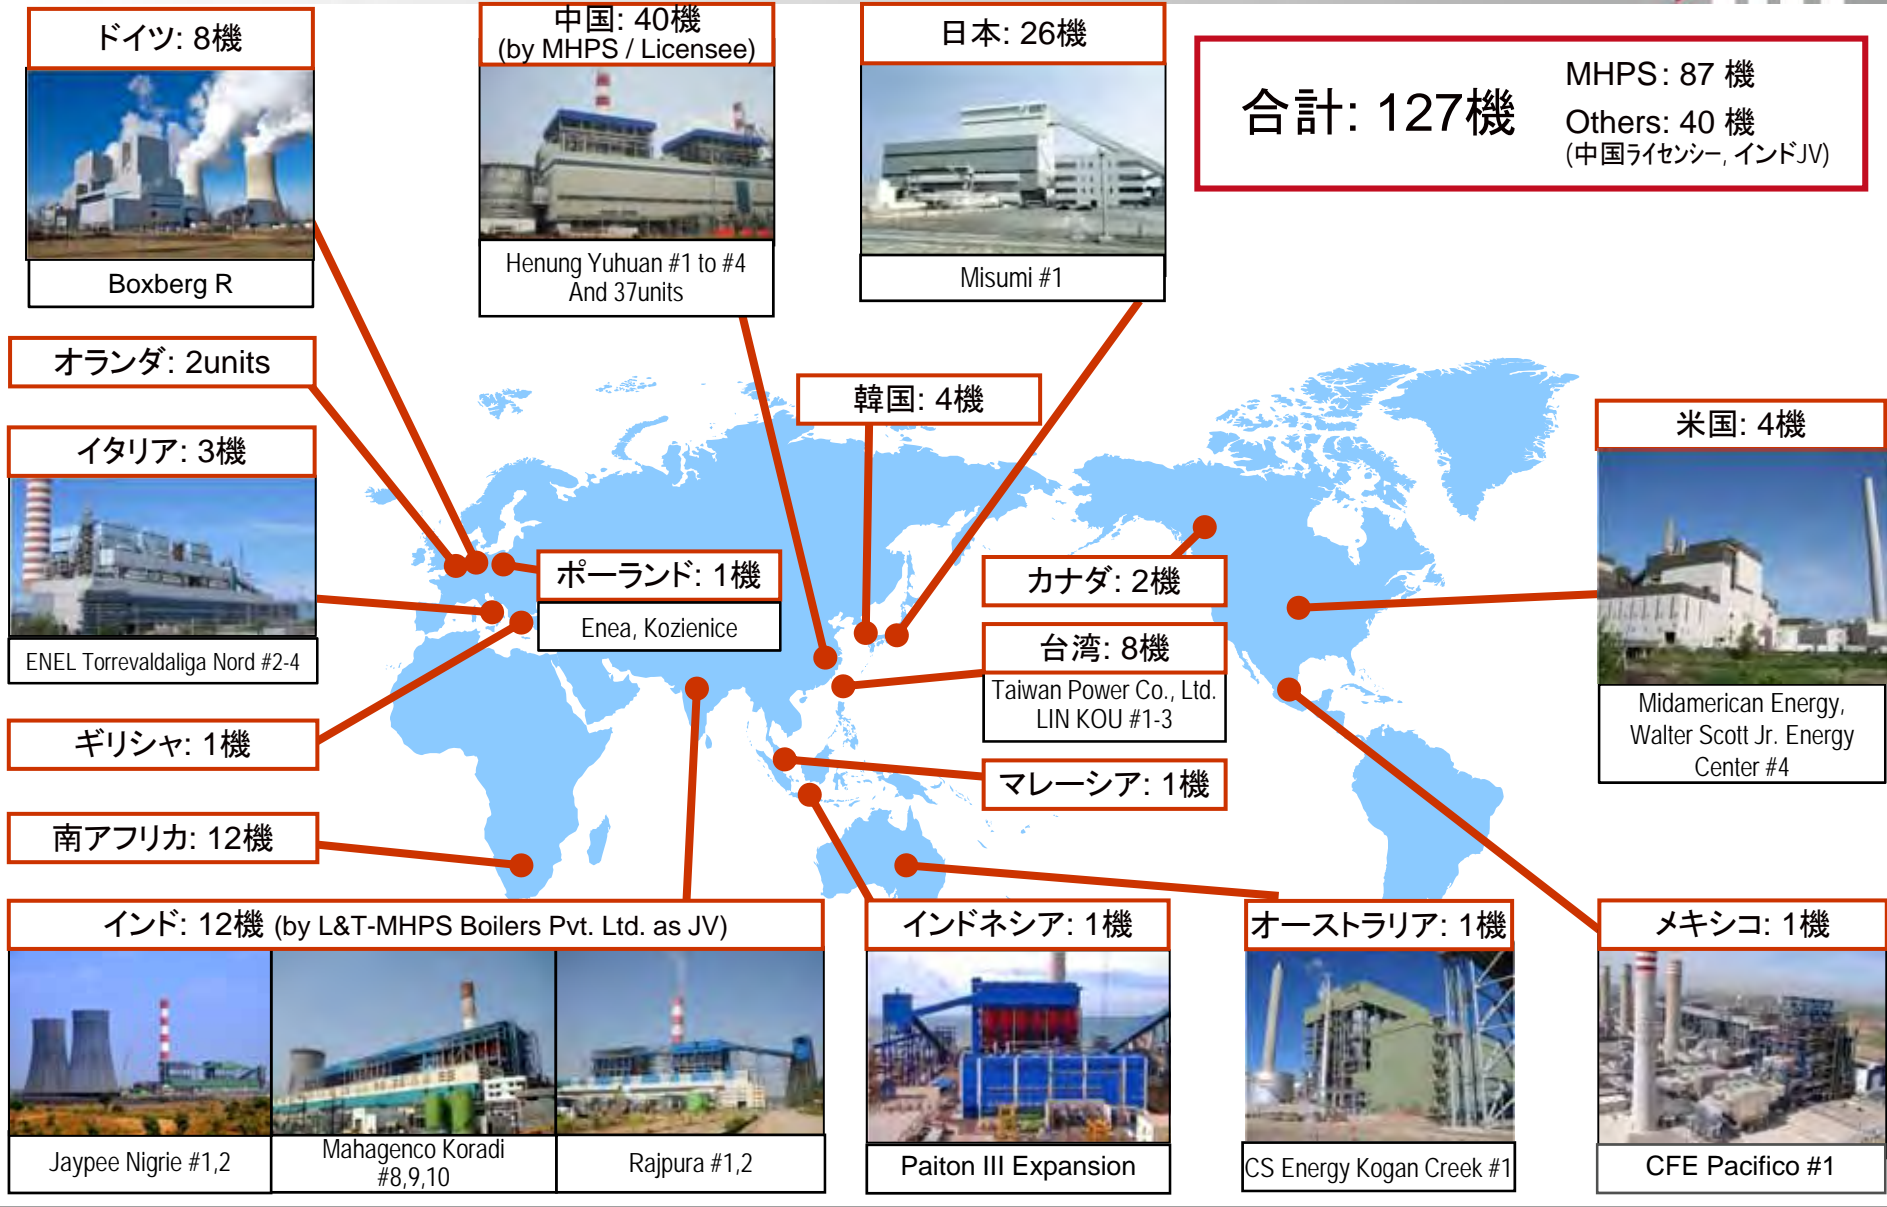 ドイツ: 8機
Boxberg R
中国: 40機
(by MHPS / Licensee)
Henung Yuhuan #1 to #4
And 37units
日本: 26機
Misumi #1
合計: 127機
MHPS: 87 機
Others: 40 機
(中国ライセンシー, インドJV)
オランダ: 2units
イタリア: 3機
ENEL Torrevaldaliga Nord #2-4
ギリシャ: 1機
南アフリカ: 12機
ポーランド: 1機
Enea, Kozienice
韓国: 4機
カナダ: 2機
台湾: 8機
Taiwan Power Co., Ltd.
LIN KOU #1-3
マレーシア: 1機
米国: 4機
Midamerican Energy,
Walter Scott Jr. Energy
Center #4
インド: 12機 (by L&T-MHPS Boilers Pvt. Ltd. as JV)
Jaypee Nigrie #1,2
Mahagenco Koradi
#8,9,10
Rajpura #1,2
インドネシア: 1機
Paiton III Expansion
オーストラリア: 1機
CS Energy Kogan Creek #1
メキシコ: 1機
CFE Pacifico #1